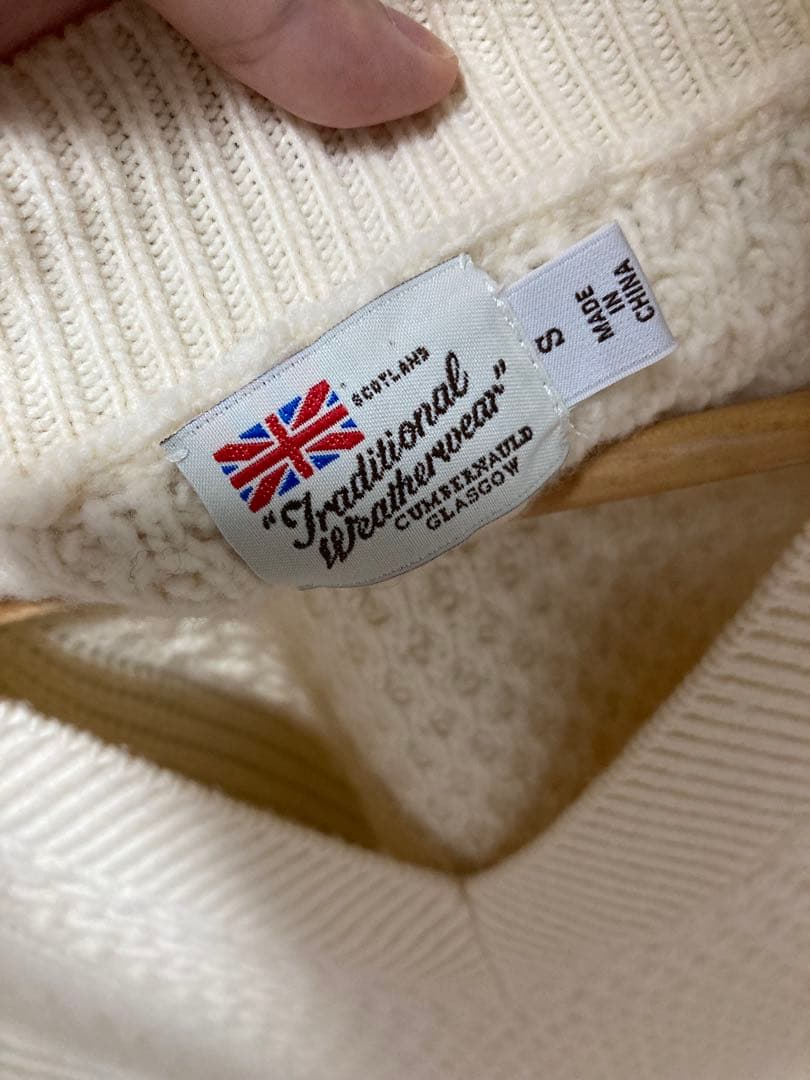 SCOTLAND
"Traditional
Weatherwear"
CUMBERNAULD
GLASGOW
S
MADE
IN
CHINA